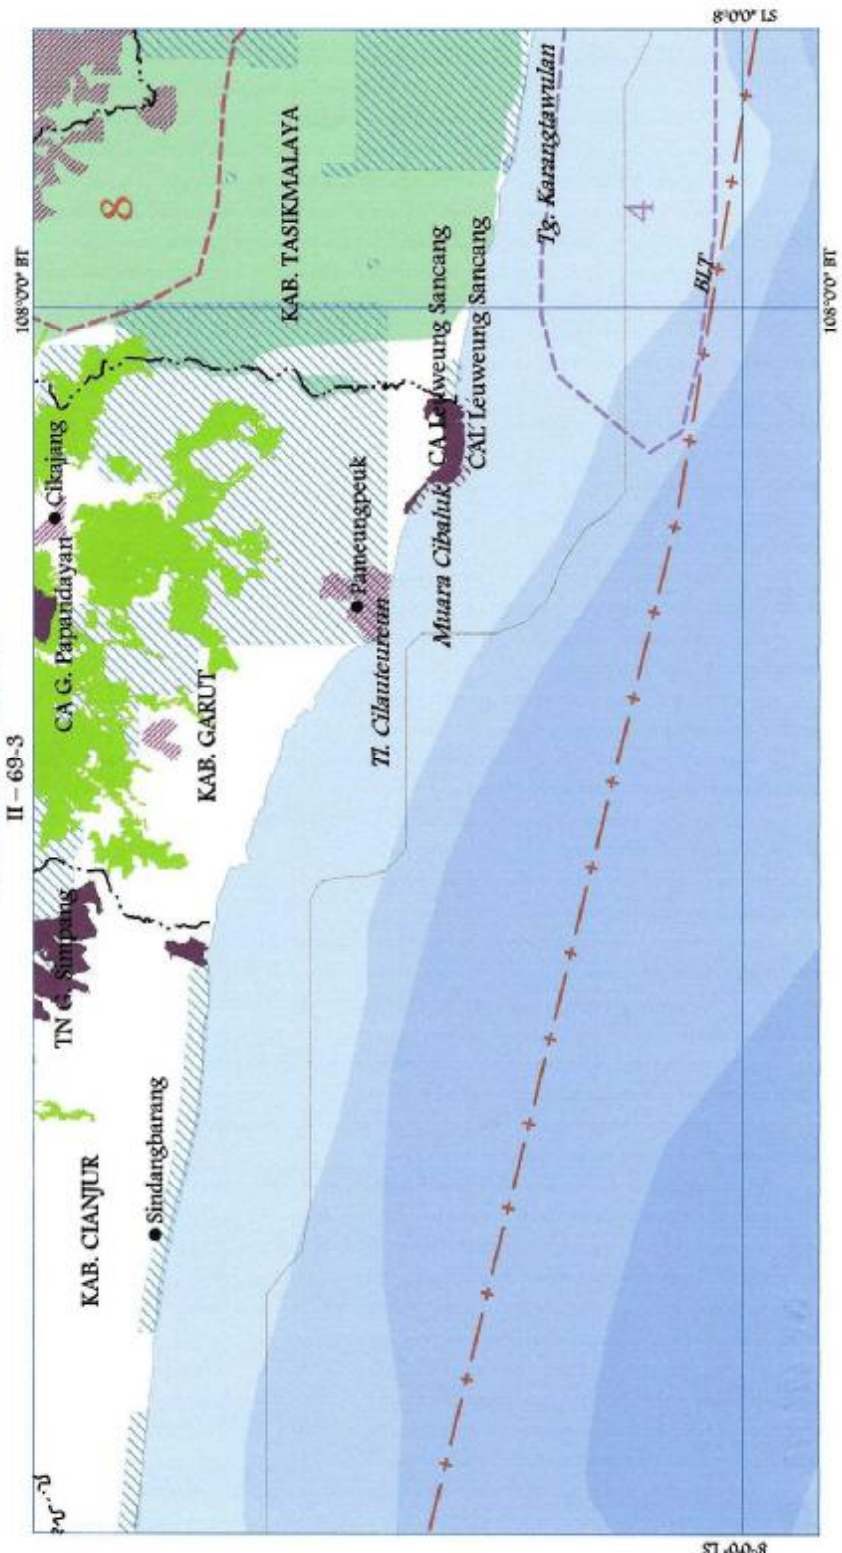 II – 69-3
108°0'0" BT
8°0'0" LS
TN G. Simpang
CA G. Papandayan
Cikajang
8
KAB. CIANJUR
Sindangbarang
KAB. GARUT
KAB. TASIKMALAYA
Pameungpeuk
Tl. Cilauteureun
Muara Cibaluk
CA Leuweung Sancang
CAL Leuweung Sancang
Tg. Karangtawulan
4
BLT
8°0'0" LS
108°0'0" BT